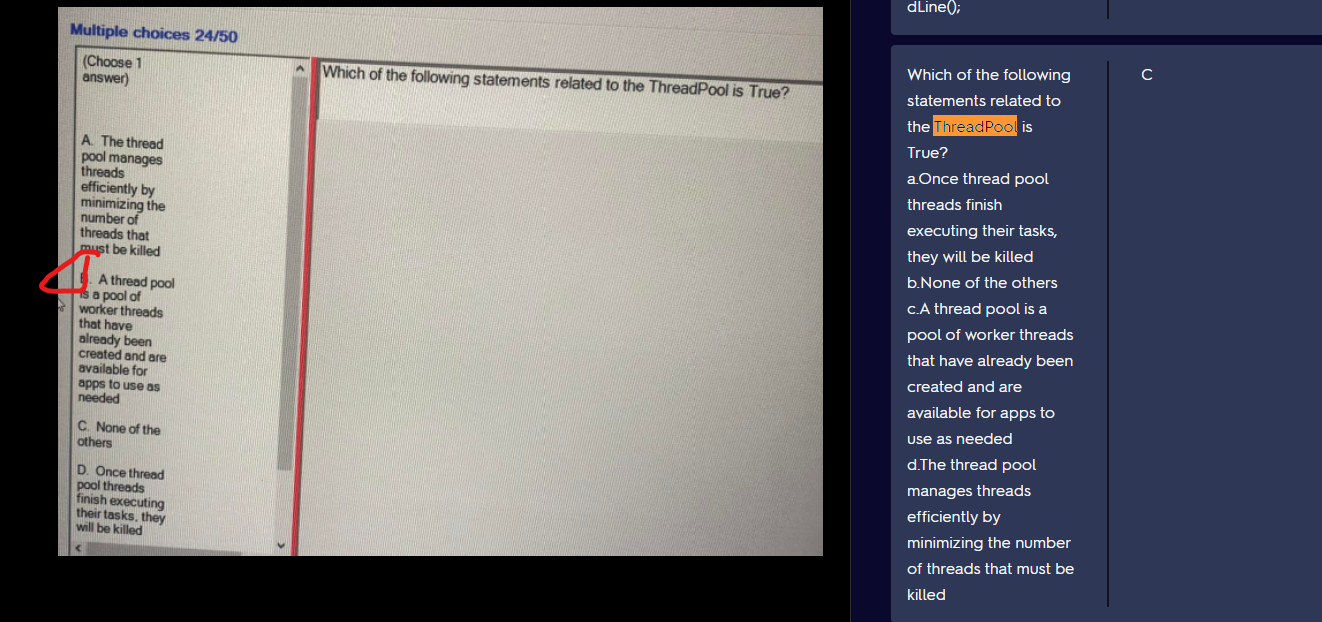 Multiple choices 24/50
(Choose 1
answer)
Which of the following statements related to the ThreadPool is True?
A. The thread
pool manages
threads
efficiently by
minimizing the
number of
threads that
must be killed
B. A thread pool
is a pool of
worker threads
that have
already been
created and are
available for
apps to use as
needed
C. None of the
others
D. Once thread
pool threads
finish executing
their tasks, they
will be killed
dLine();
Which of the following
statements related to
the ThreadPool is
True?
a.Once thread pool
threads finish
executing their tasks,
they will be killed
b.None of the others
c.A thread pool is a
pool of worker threads
that have already been
created and are
available for apps to
use as needed
d.The thread pool
manages threads
efficiently by
minimizing the number
of threads that must be
killed
C